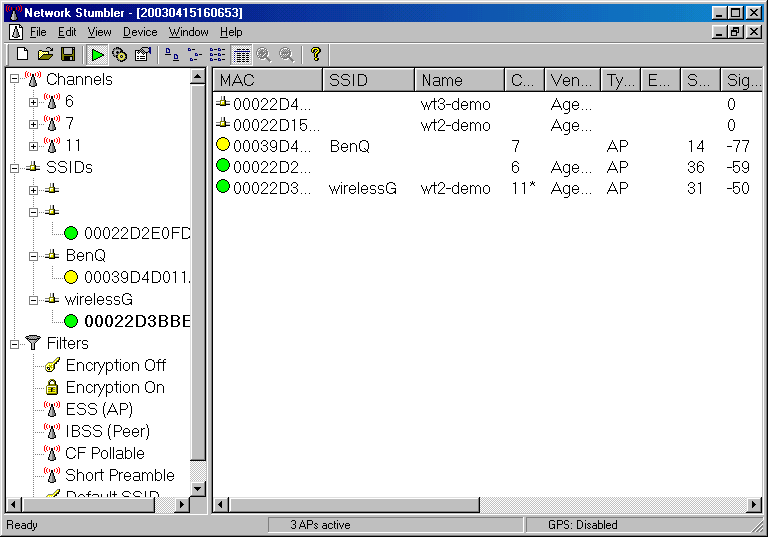 Network Stumbler - [20030415160653]
File Edit View Device Window Help
Channels
6
7
11
SSIDs
00022D2E0FD
BenQ
00039D4D011.
wirelessG
00022D3BBE
Filters
Encryption Off
Encryption On
ESS (AP)
IBSS (Peer)
CF Pollable
Short Preamble
Default SSID
MAC SSID Name C... Ven... Ty... E... S... Sig...
00022D4... wt3-demo Age... 0
00022D15... wt2-demo Age... 0
00039D4... BenQ 7 AP 14 -77
00022D2... 6 Age... AP 36 -59
00022D3... wirelessG wt2-demo 11* Age... AP 31 -50
Ready 3 APs active GPS: Disabled